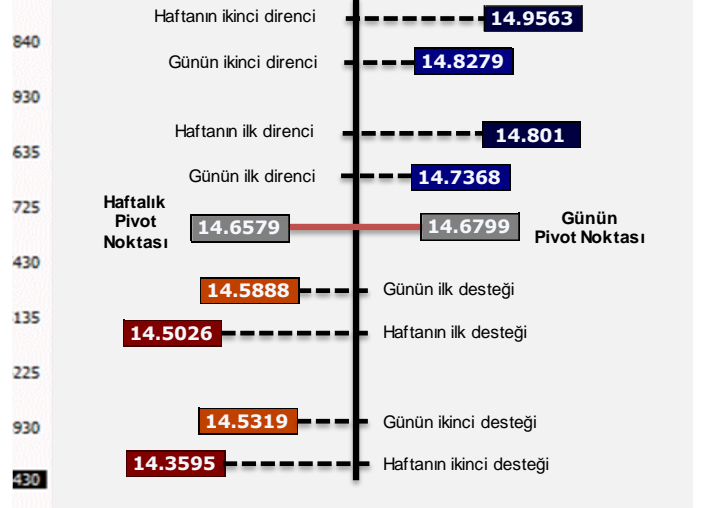 Haftanın ikinci direnci 14.9563
840
Günün ikinci direnci 14.8279
930
Haftanın ilk direnci 14.801
635
Günün ilk direnci 14.7368
725
Haftalık
Pivot
Noktası
14.6579
14.6799
Günün
Pivot Noktası
430
14.5888 Günün ilk desteği
135
14.5026 Haftanın ilk desteği
225
14.5319 Günün ikinci desteği
930
14.3595 Haftanın ikinci desteği
430